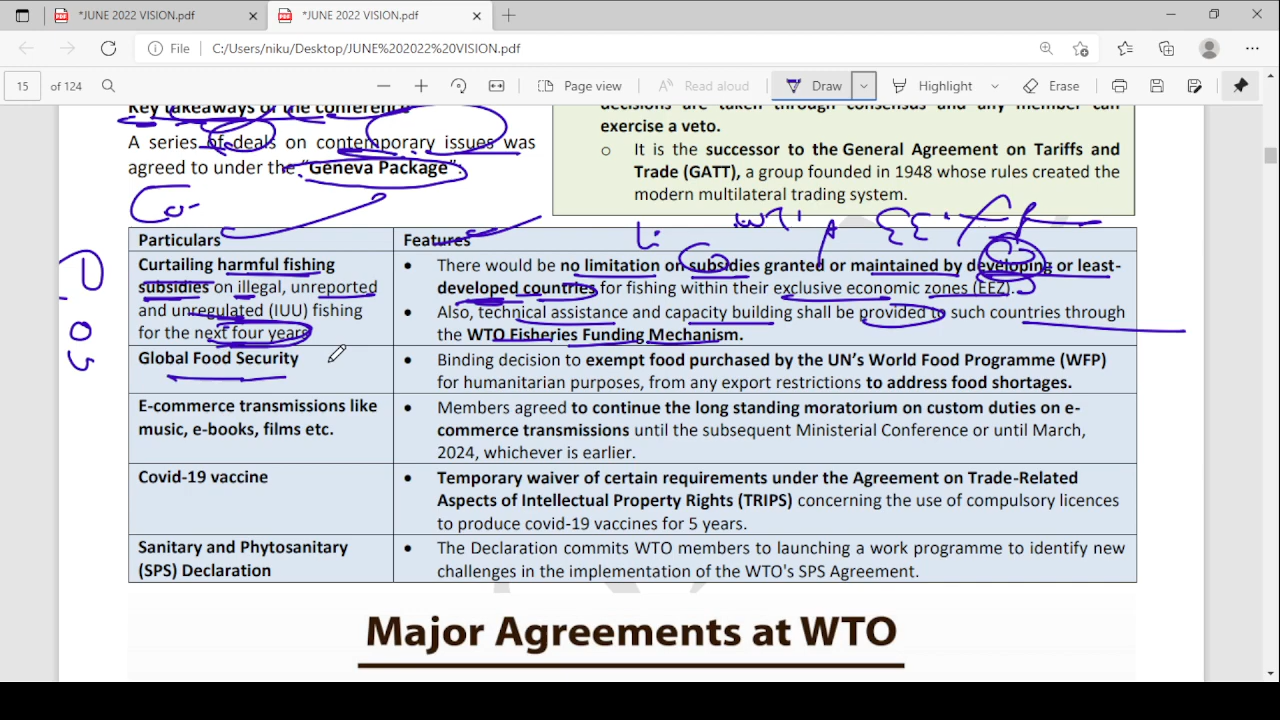 *JUNE 2022 VISION.pdf
*JUNE 2022 VISION.pdf
File
C:/Users/niku/Desktop/JUNE%202022%20VISION.pdf
15 of 124
Page view
Read aloud
Draw
Highlight
Erase
Key takeaways of the conference
A series of deals on contemporary issues was
agreed to under the “Geneva Package”:
decisions are taken through consensus and any member can
exercise a veto.
o It is the successor to the General Agreement on Tariffs and
Trade (GATT), a group founded in 1948 whose rules created the
modern multilateral trading system.
Particulars
Features
Curtailing harmful fishing
subsidies on illegal, unreported
and unregulated (IUU) fishing
for the next four years
• There would be no limitation on subsidies granted or maintained by developing or least-
developed countries for fishing within their exclusive economic zones (EEZ).
• Also, technical assistance and capacity building shall be provided to such countries through
the WTO Fisheries Funding Mechanism.
Global Food Security
• Binding decision to exempt food purchased by the UN’s World Food Programme (WFP)
for humanitarian purposes, from any export restrictions to address food shortages.
E-commerce transmissions like
music, e-books, films etc.
• Members agreed to continue the long standing moratorium on custom duties on e-
commerce transmissions until the subsequent Ministerial Conference or until March,
2024, whichever is earlier.
Covid-19 vaccine
• Temporary waiver of certain requirements under the Agreement on Trade-Related
Aspects of Intellectual Property Rights (TRIPS) concerning the use of compulsory licences
to produce covid-19 vaccines for 5 years.
Sanitary and Phytosanitary
(SPS) Declaration
• The Declaration commits WTO members to launching a work programme to identify new
challenges in the implementation of the WTO's SPS Agreement.
Major Agreements at WTO